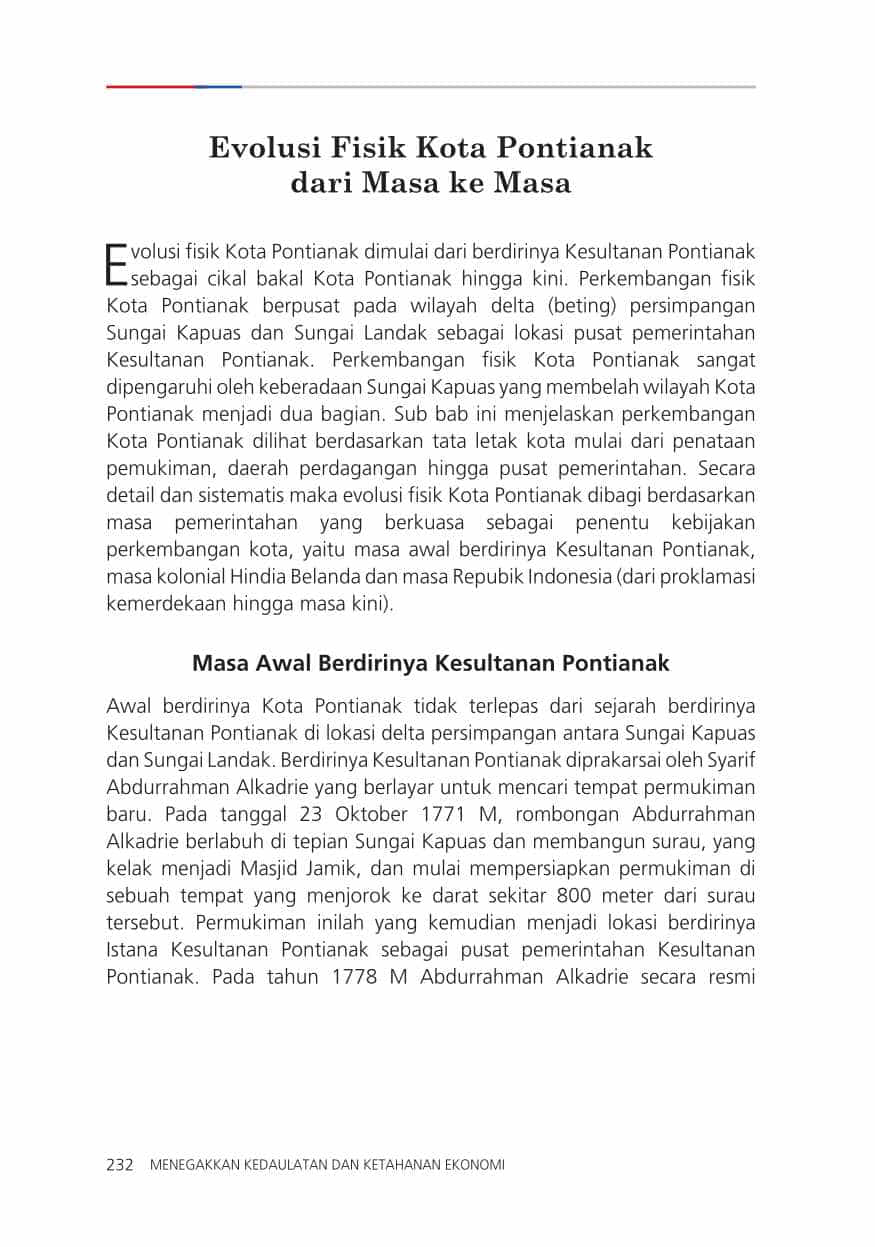 Evolusi Fisik Kota Pontianak
dari Masa ke Masa
Evolusi fisik Kota Pontianak dimulai dari berdirinya Kesultanan Pontianak
sebagai cikal bakal Kota Pontianak hingga kini. Perkembangan fisik
Kota Pontianak berpusat pada wilayah delta (beting) persimpangan
Sungai Kapuas dan Sungai Landak sebagai lokasi pusat pemerintahan
Kesultanan Pontianak. Perkembangan fisik Kota Pontianak sangat
dipengaruhi oleh keberadaan Sungai Kapuas yang membelah wilayah Kota
Pontianak menjadi dua bagian. Sub bab ini menjelaskan perkembangan
Kota Pontianak dilihat berdasarkan tata letak kota mulai dari penataan
pemukiman, daerah perdagangan hingga pusat pemerintahan. Secara
detail dan sistematis maka evolusi fisik Kota Pontianak dibagi berdasarkan
masa pemerintahan yang berkuasa sebagai penentu kebijakan
perkembangan kota, yaitu masa awal berdirinya Kesultanan Pontianak,
masa kolonial Hindia Belanda dan masa Repubik Indonesia (dari proklamasi
kemerdekaan hingga masa kini).
Masa Awal Berdirinya Kesultanan Pontianak
Awal berdirinya Kota Pontianak tidak terlepas dari sejarah berdirinya
Kesultanan Pontianak di lokasi delta persimpangan antara Sungai Kapuas
dan Sungai Landak. Berdirinya Kesultanan Pontianak diprakarsai oleh Syarif
Abdurrahman Alkadrie yang berlayar untuk mencari tempat permukiman
baru. Pada tanggal 23 Oktober 1771 M, rombongan Abdurrahman
Alkadrie berlabuh di tepian Sungai Kapuas dan membangun surau, yang
kelak menjadi Masjid Jamik, dan mulai mempersiapkan permukiman di
sebuah tempat yang menjorok ke darat sekitar 800 meter dari surau
tersebut. Permukiman inilah yang kemudian menjadi lokasi berdirinya
Istana Kesultanan Pontianak sebagai pusat pemerintahan Kesultanan
Pontianak. Pada tahun 1778 M Abdurrahman Alkadrie secara resmi
232 MENEGAKKAN KEDAULATAN DAN KETAHANAN EKONOMI